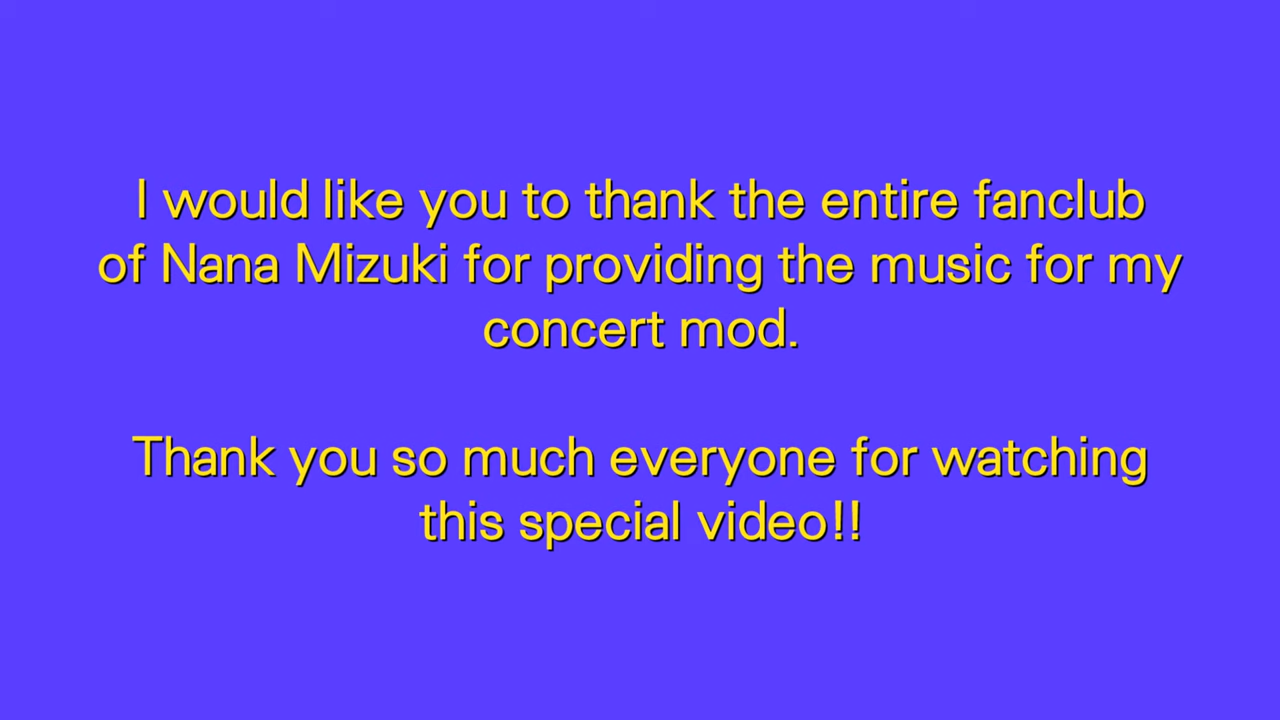 I would like you to thank the entire fanclub
of Nana Mizuki for providing the music for my
concert mod.
Thank you so much everyone for watching
this special video!!